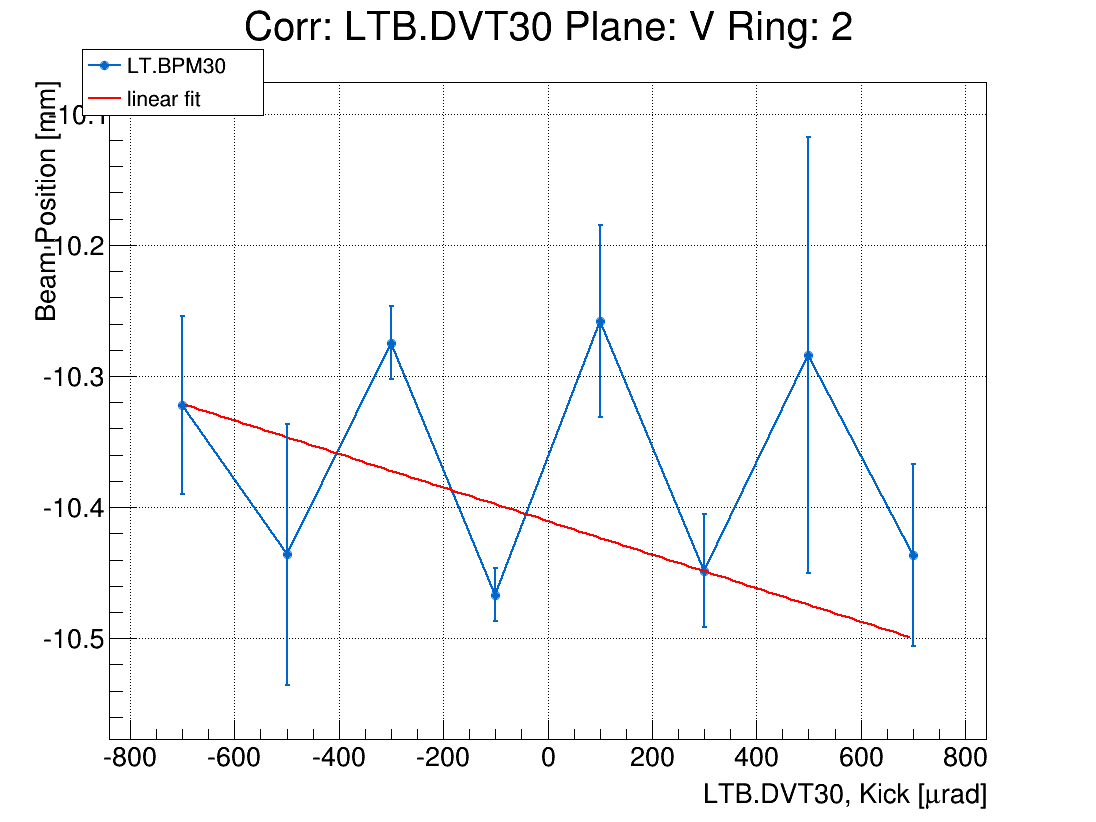 Corr: LTB.DVT30 Plane: V Ring: 2
LT.BPM30
linear fit
Beam Position [mm]
-10.1
-10.2
-10.3
-10.4
-10.5
-800 -600 -400 -200 0 200 400 600 800
LTB.DVT30, Kick [μrad]